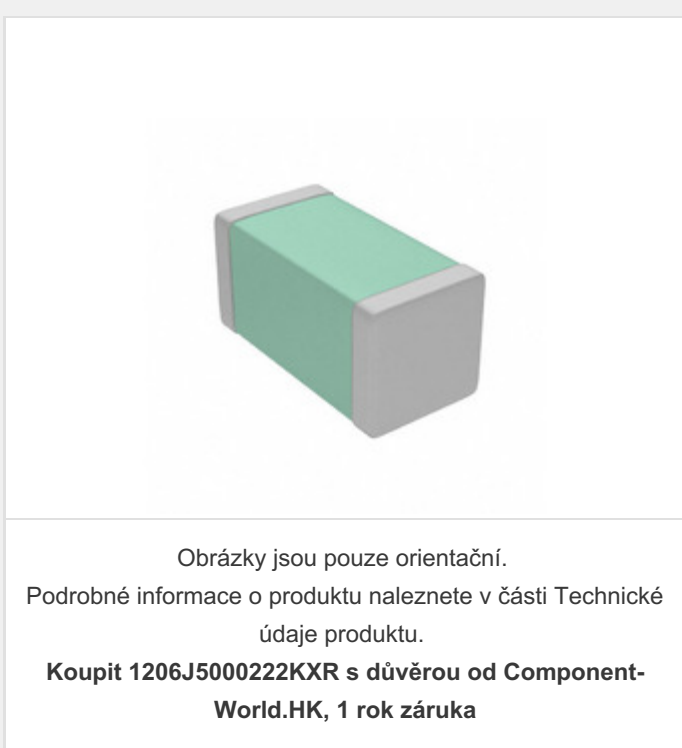 Obrázky jsou pouze orientační.
Podrobné informace o produktu naleznete v části Technické
údaje produktu.
Koupit 1206J5000222KXR s důvěrou od Component-
World.HK, 1 rok záruka